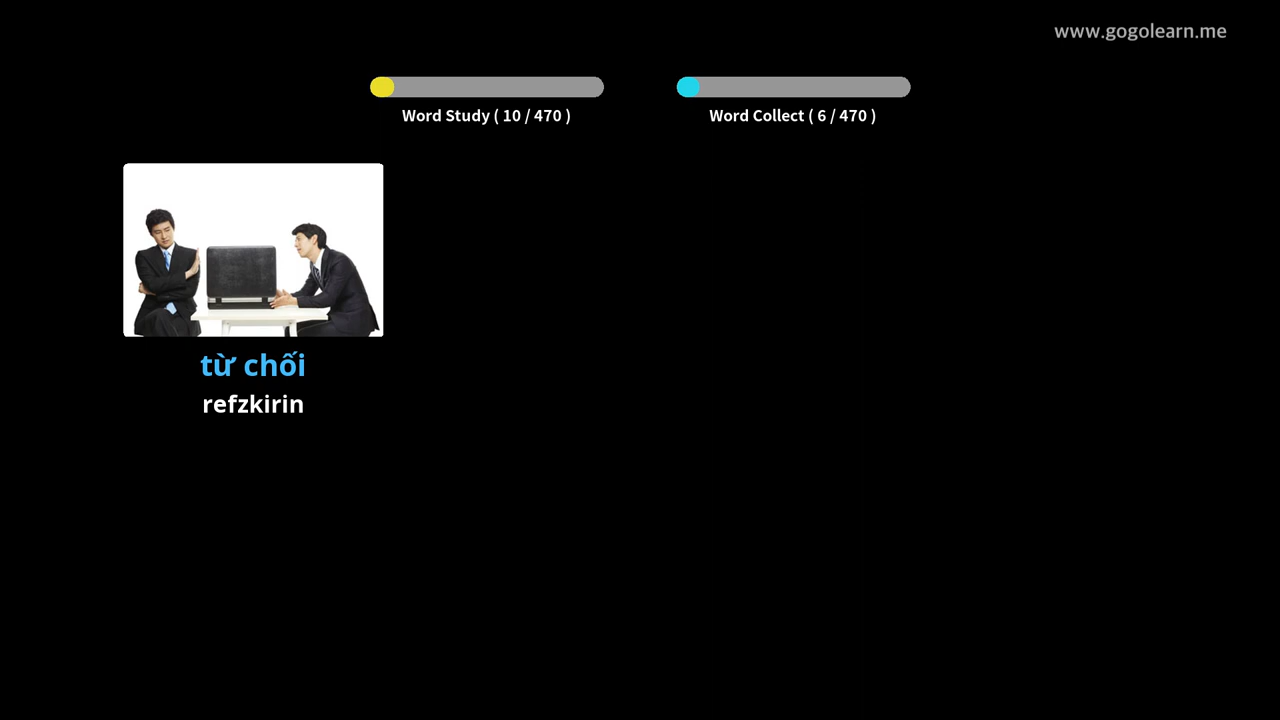 www.gogolearn.me
Word Study ( 10 / 470 )
Word Collect ( 6 / 470 )
từ chối
refzkirin